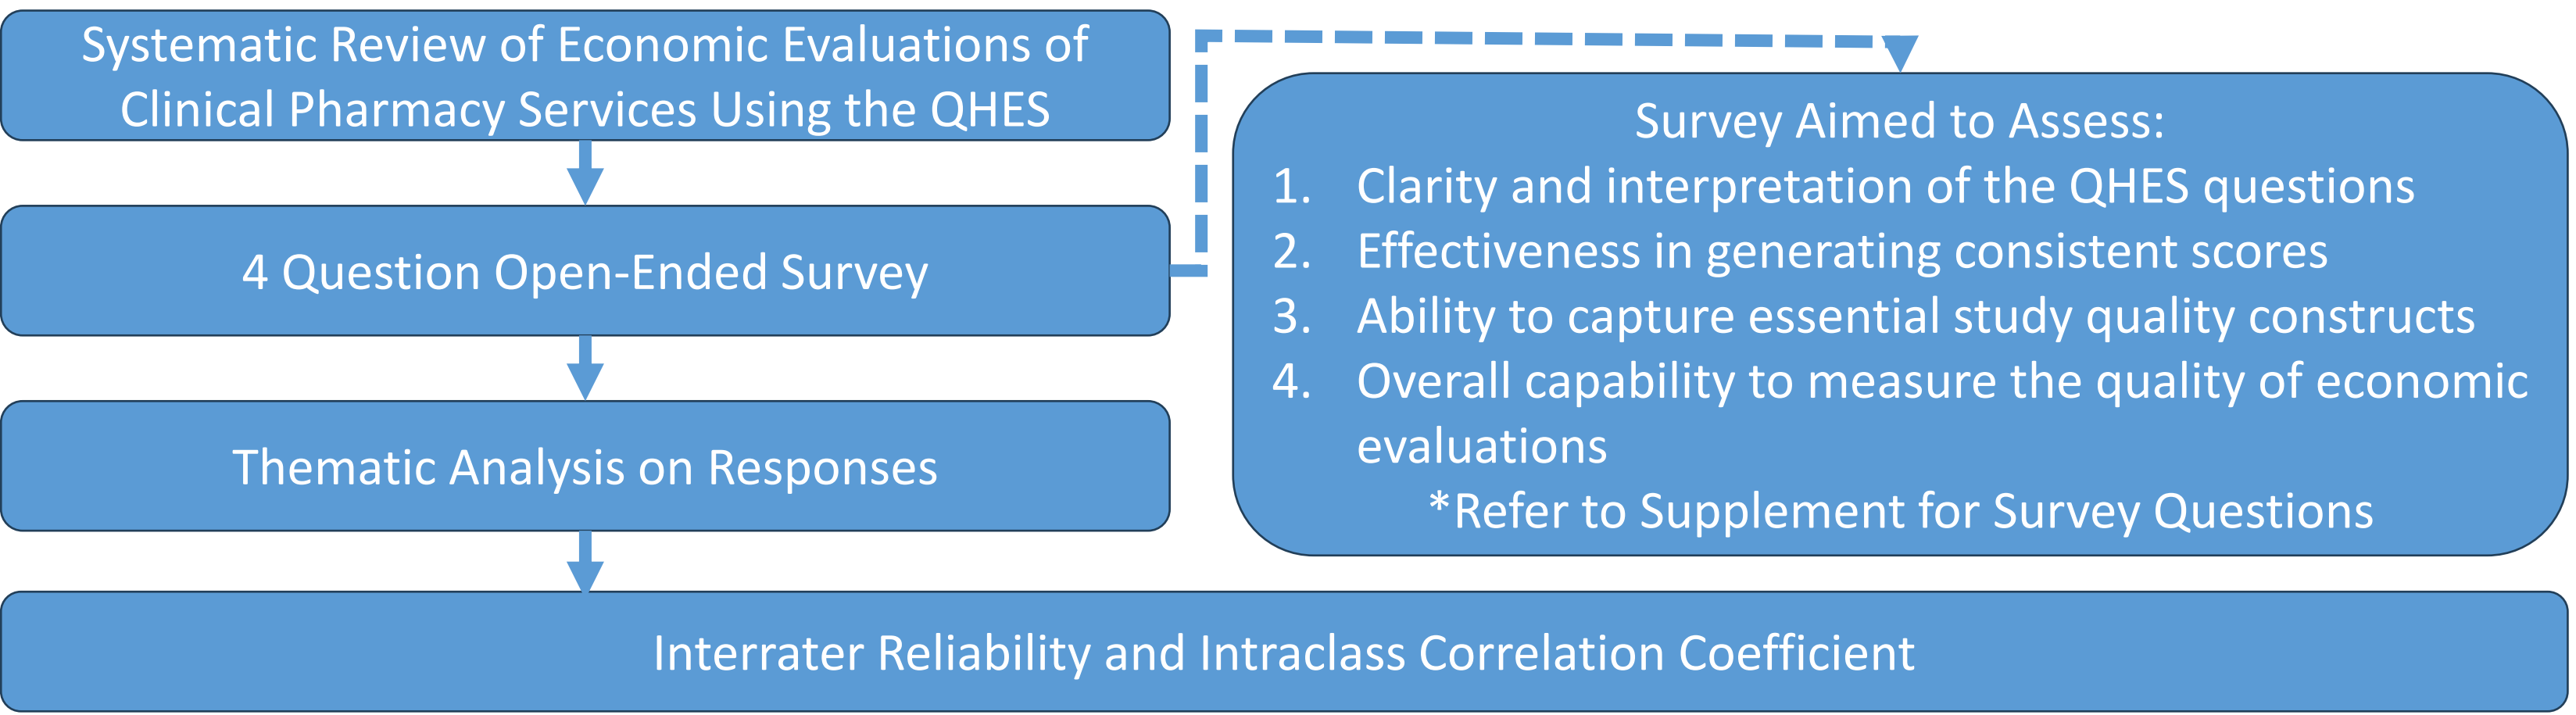 Systematic Review of Economic Evaluations of
Clinical Pharmacy Services Using the QHES
4 Question Open-Ended Survey
Thematic Analysis on Responses
Survey Aimed to Assess:
1. Clarity and interpretation of the QHES questions
2. Effectiveness in generating consistent scores
3. Ability to capture essential study quality constructs
4. Overall capability to measure the quality of economic
evaluations
*Refer to Supplement for Survey Questions
Interrater Reliability and Intraclass Correlation Coefficient